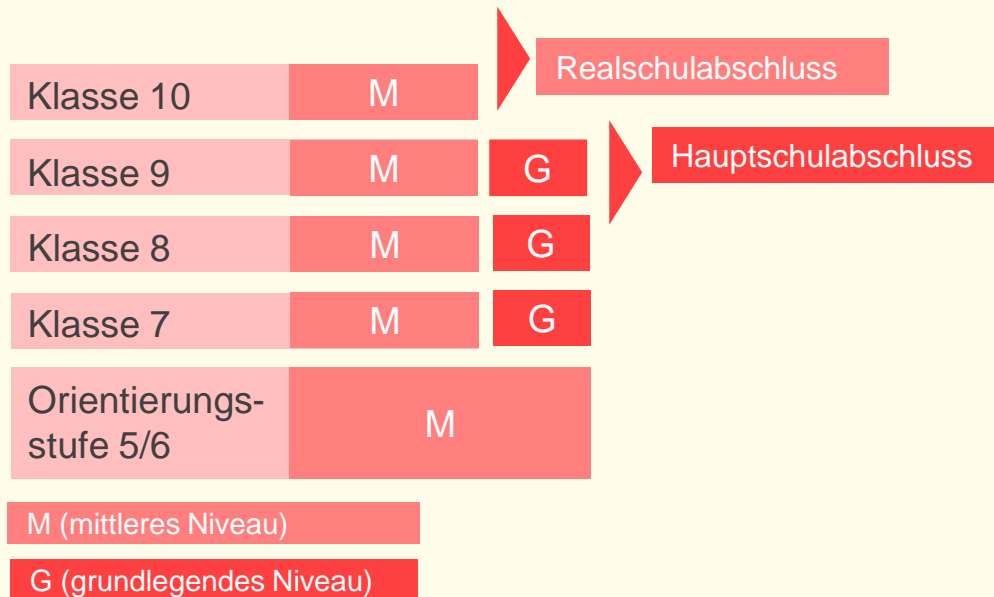 Realschulabschluss
Klasse 10
M
Hauptschulabschluss
Klasse 9
M
G
Klasse 8
M
G
Klasse 7
M
G
Orientierungs-
stufe 5/6
M
M (mittleres Niveau)
G (grundlegendes Niveau)